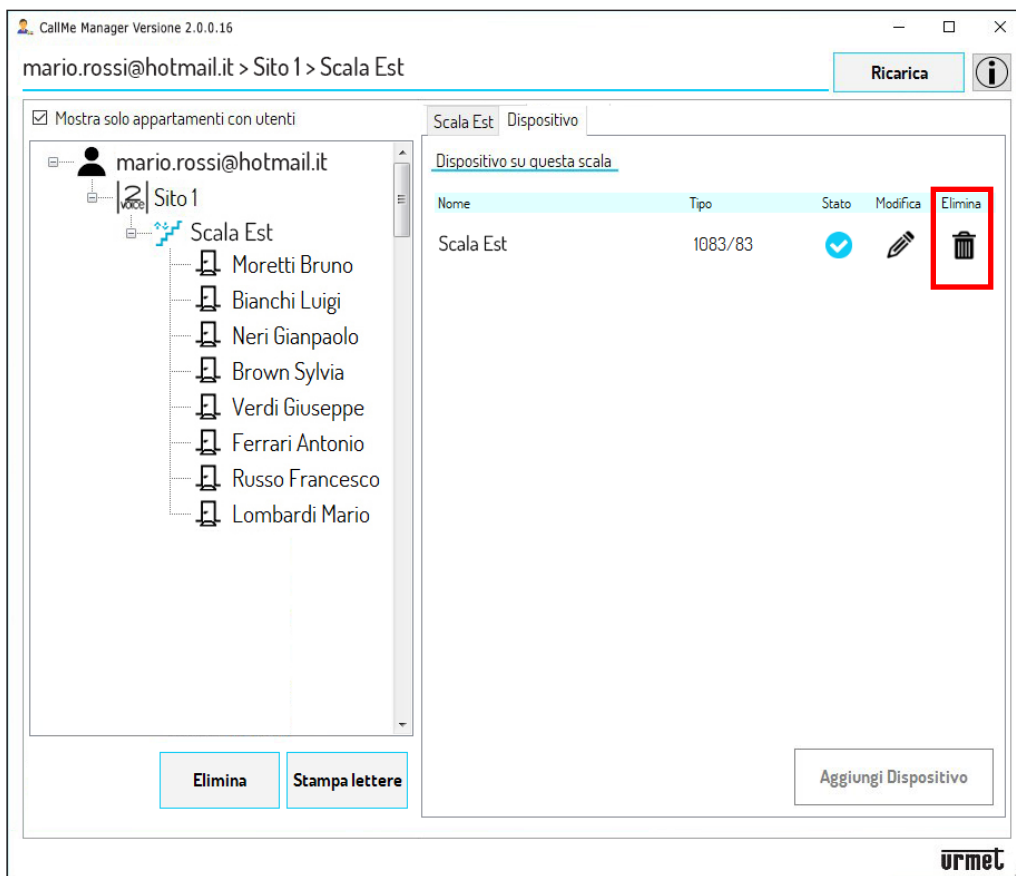 CallMe Manager Versione 2.0.0.16
mario.rossi@hotmail.it > Sito 1 > Scala Est
Ricarica
Mostra solo appartamenti con utenti
mario.rossi@hotmail.it
2 VOICE Sito 1
Scala Est
Moretti Bruno
Bianchi Luigi
Neri Gianpaolo
Brown Sylvia
Verdi Giuseppe
Ferrari Antonio
Russo Francesco
Lombardi Mario
Elimina Stampa lettere
Scala Est Dispositivo
Dispositivo su questa scala
Nome Tipo Stato Modifica Elimina
Scala Est 1083/83
Aggiungi Dispositivo
urmet